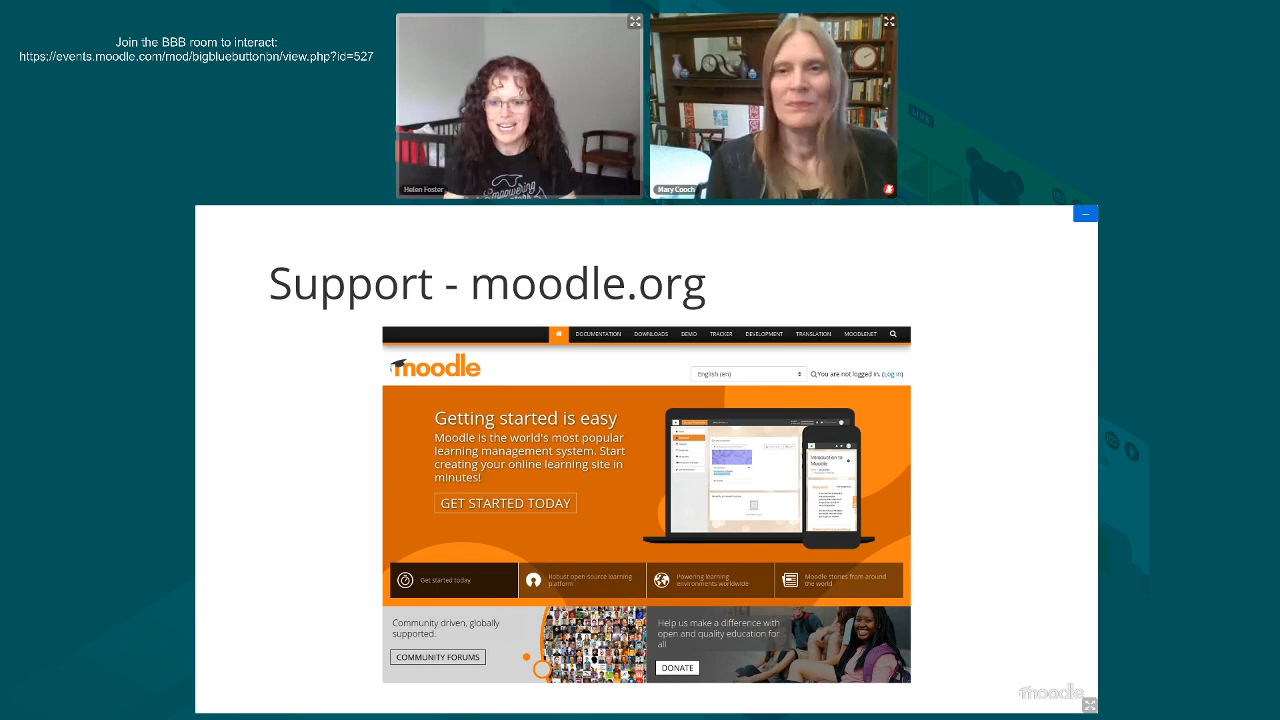 Join the BBB room to interact:
https://events.moodle.com/mod/bigbluebuttonbn/view.php?id=527
Helen Foster
Mary Cooch
LIVE
Support - moodle.org
DOCUMENTATION DOWNLOADS DEMO TRACKER DEVELOPMENT TRANSLATION MOODLENET
moodle
English (en)
You are not logged in. (Log in)
Getting started is easy
Moodle is the world's most popular
learning management system. Start
creating your online learning site in
minutes!
GET STARTED TODAY
Introduction to
Moodle
Get started today
Robust open-source learning
platform
Powering learning
environments worldwide
Moodle stories from around
the world
Community driven, globally
supported.
COMMUNITY FORUMS
Help us make a difference with
open and quality education for
all
DONATE
moodle